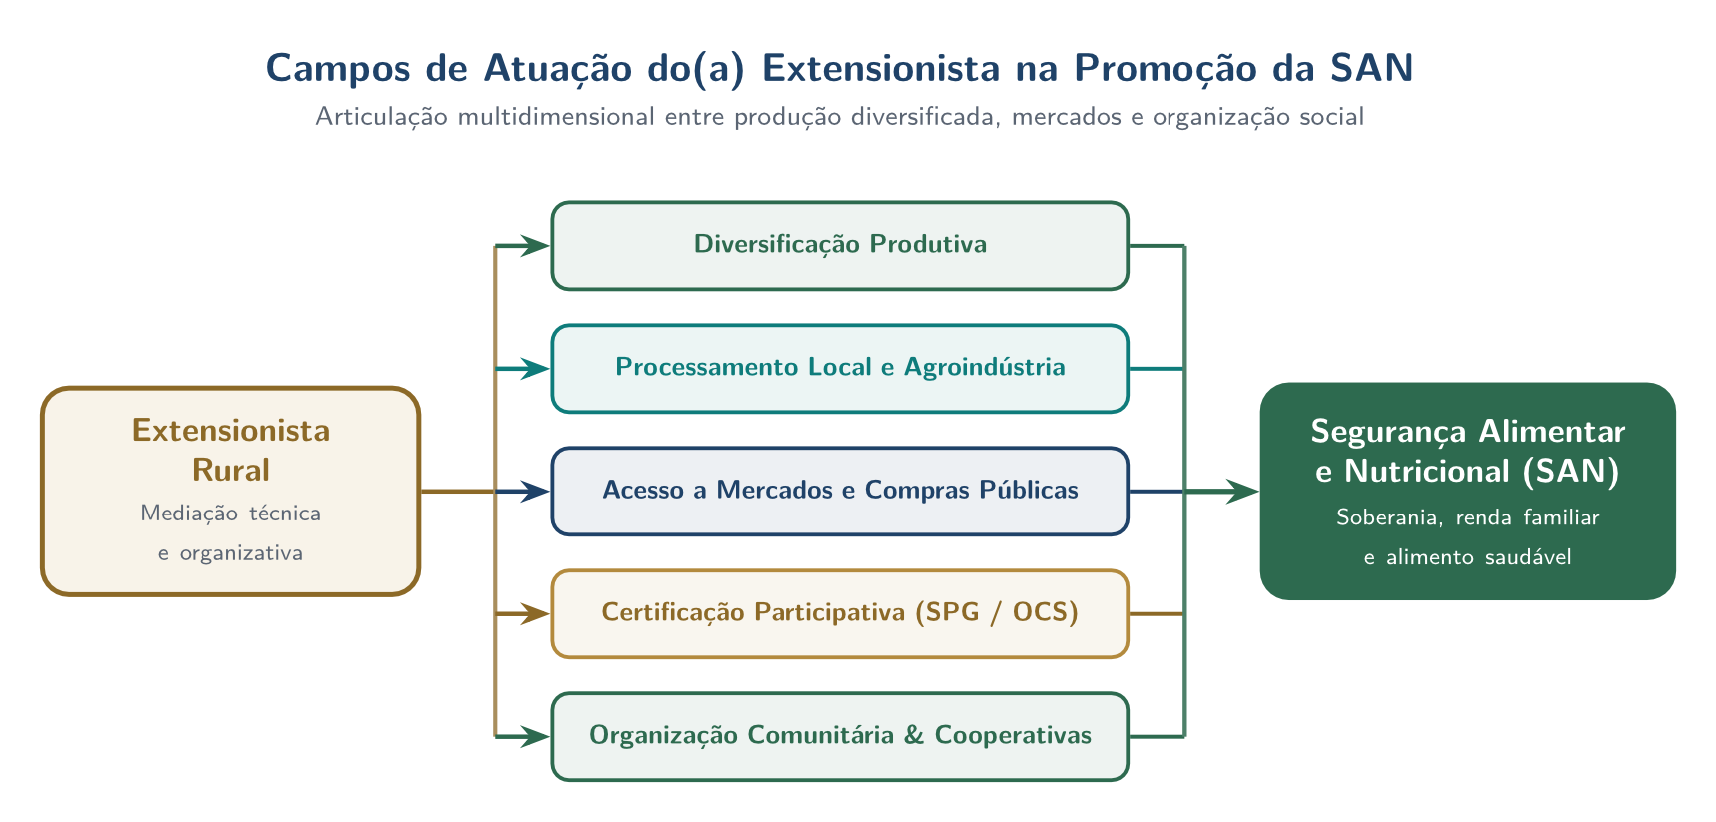 Campos de Atuação do(a) Extensionista na Promoção da SAN
Articulação multidimensional entre produção diversificada, mercados e organização social
Extensionista
Rural
Mediação técnica
e organizativa
Diversificação Produtiva
Processamento Local e Agroindústria
Acesso a Mercados e Compras Públicas
Certificação Participativa (SPG / OCS)
Organização Comunitária & Cooperativas
Segurança Alimentar
e Nutricional (SAN)
Soberania, renda familiar
e alimento saudável